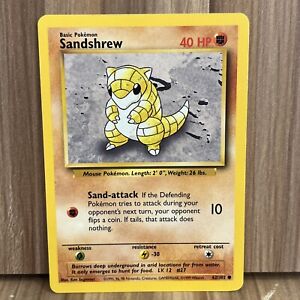 Basic Pokémon
Sandshrew 40 HP
Mouse Pokémon. Length: 2' 0", Weight: 26 lbs.
Sand-attack If the Defending
Pokémon tries to attack during your
opponent's next turn, your opponent
flips a coin. If tails, that attack does
nothing. 10
weakness resistance retreat cost
-30
Burrows deep underground in arid locations far from water.
It only emerges to hunt for food. LV. 12 #27
Illus. Ken Sugimori 62/102